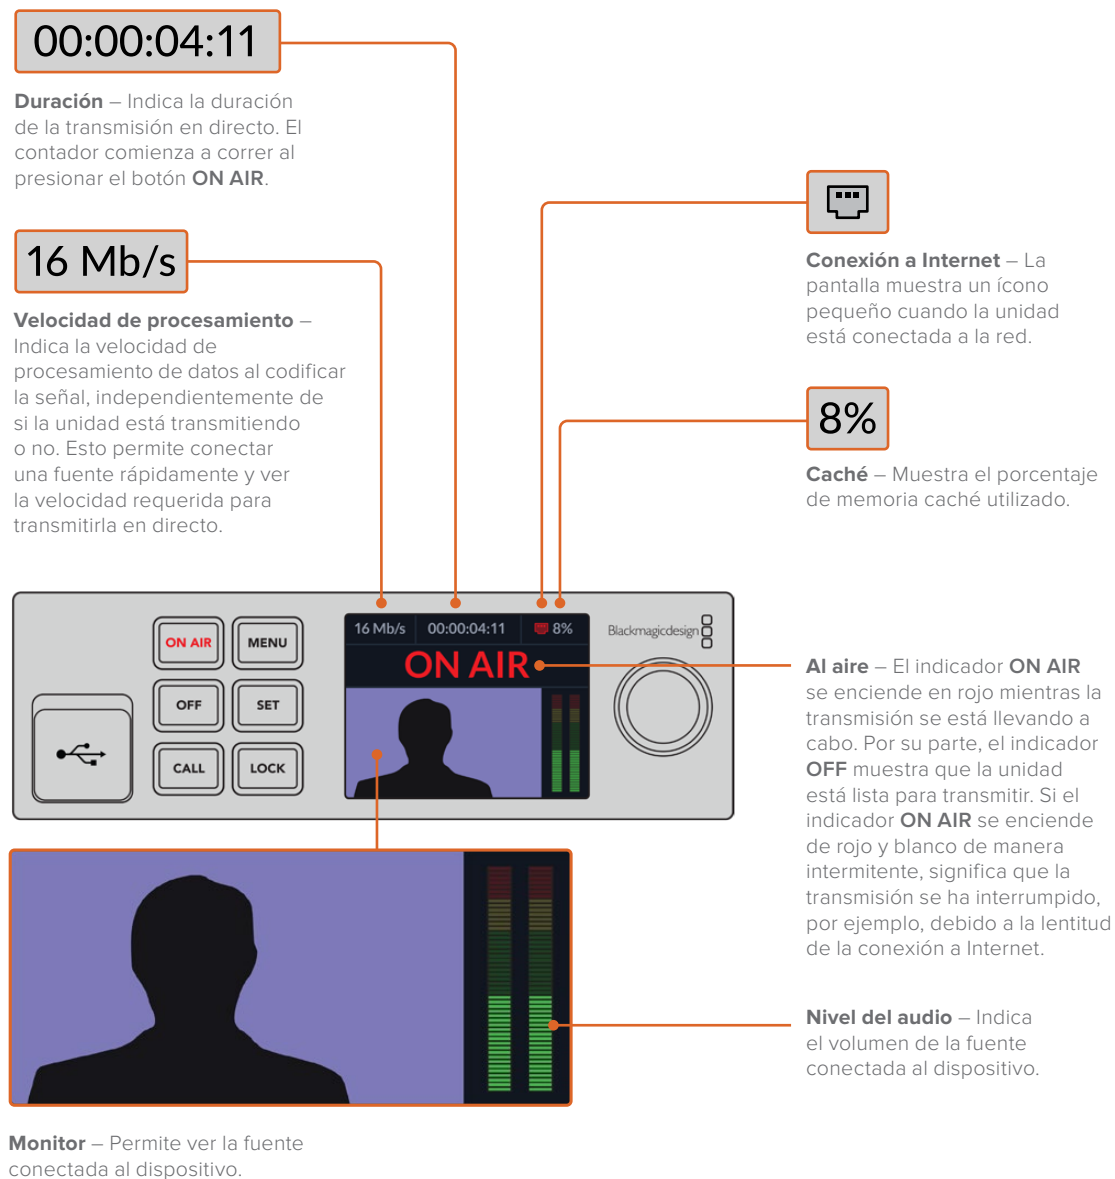 00:00:04:11
Duración – Indica la duración
de la transmisión en directo. El
contador comienza a correr al
presionar el botón ON AIR.
16 Mb/s
Velocidad de procesamiento –
Indica la velocidad de
procesamiento de datos al codificar
la señal, independientemente de
si la unidad está transmitiendo
o no. Esto permite conectar
una fuente rápidamente y ver
la velocidad requerida para
transmitirla en directo.
Conexión a Internet – La
pantalla muestra un ícono
pequeño cuando la unidad
está conectada a la red.
8%
Caché – Muestra el porcentaje
de memoria caché utilizado.
ON AIR
MENU
OFF
SET
CALL
LOCK
16 Mb/s
00:00:04:11
8%
ON AIR
Blackmagicdesign
Al aire – El indicador ON AIR
se enciende en rojo mientras la
transmisión se está llevando a
cabo. Por su parte, el indicador
OFF muestra que la unidad
está lista para transmitir. Si el
indicador ON AIR se enciende
de rojo y blanco de manera
intermitente, significa que la
transmisión se ha interrumpido,
por ejemplo, debido a la lentitud
de la conexión a Internet.
Nivel del audio – Indica
el volumen de la fuente
conectada al dispositivo.
Monitor – Permite ver la fuente
conectada al dispositivo.